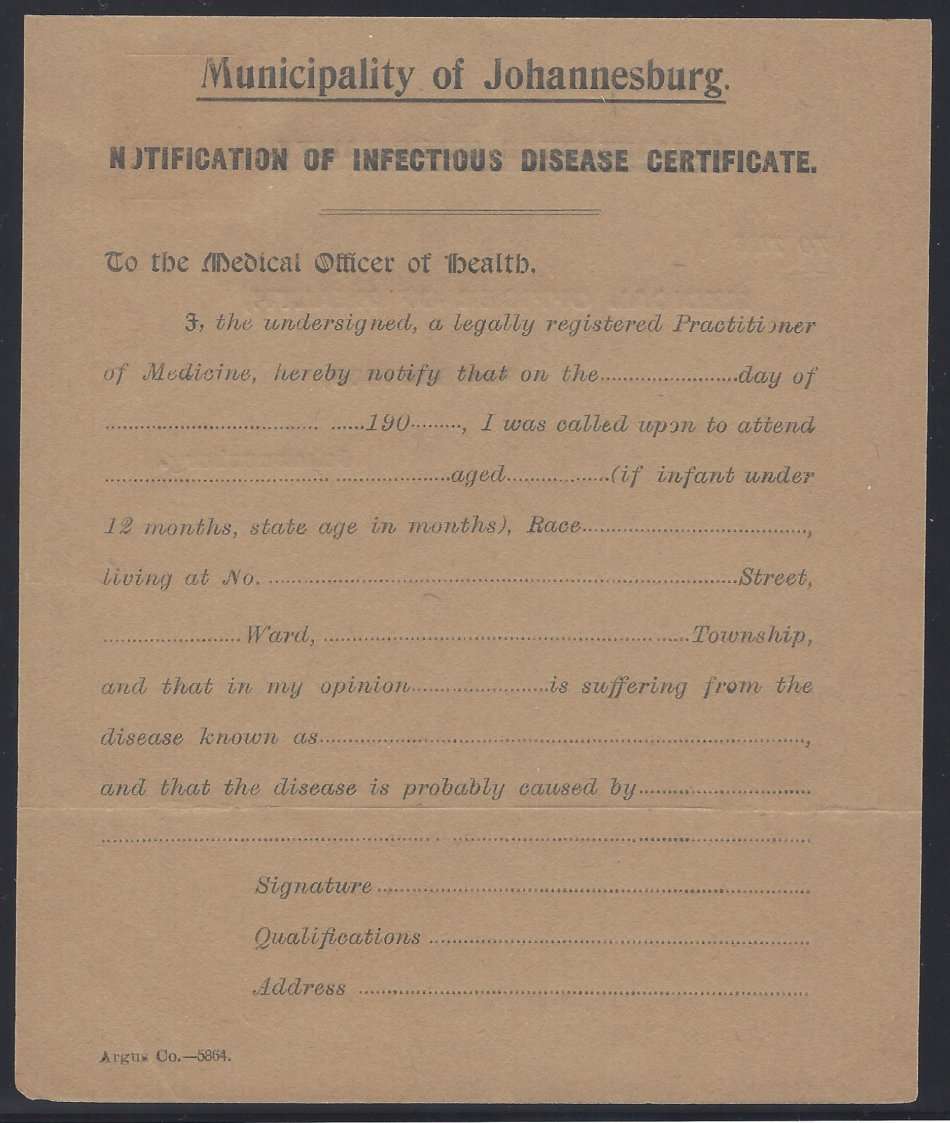 Municipality of Johannesburg.
NOTIFICATION OF INFECTIOUS DISEASE CERTIFICATE.
To the Medical Officer of Health.
I, the undersigned, a legally registered Practitioner
of Medicine, hereby notify that on the.......................day of
..........................................190........., I was called upon to attend
..........................................................aged.................(if infant under
12 months, state age in months), Race......................................,
living at No. ..............................................................................Street,
....................... Ward, .............................................................Township,
and that in my opinion.......................is suffering from the
disease known as.................................................................................,
and that the disease is probably caused by.............................
......................................................................................................................
Signature ........................................................................
Qualifications ................................................................
Address ...........................................................................
Argus Co.—5864.